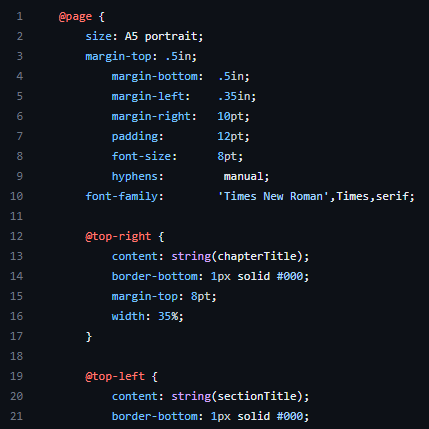 1 @page {
2 size: A5 portrait;
3 margin-top: .5in;
4 margin-bottom: .5in;
5 margin-left: .35in;
6 margin-right: 10pt;
7 padding: 12pt;
8 font-size: 8pt;
9 hyphens: manual;
10 font-family: 'Times New Roman',Times,serif;
11
12 @top-right {
13 content: string(chapterTitle);
14 border-bottom: 1px solid #000;
15 margin-top: 8pt;
16 width: 35%;
17 }
18
19 @top-left {
20 content: string(sectionTitle);
21 border-bottom: 1px solid #000;